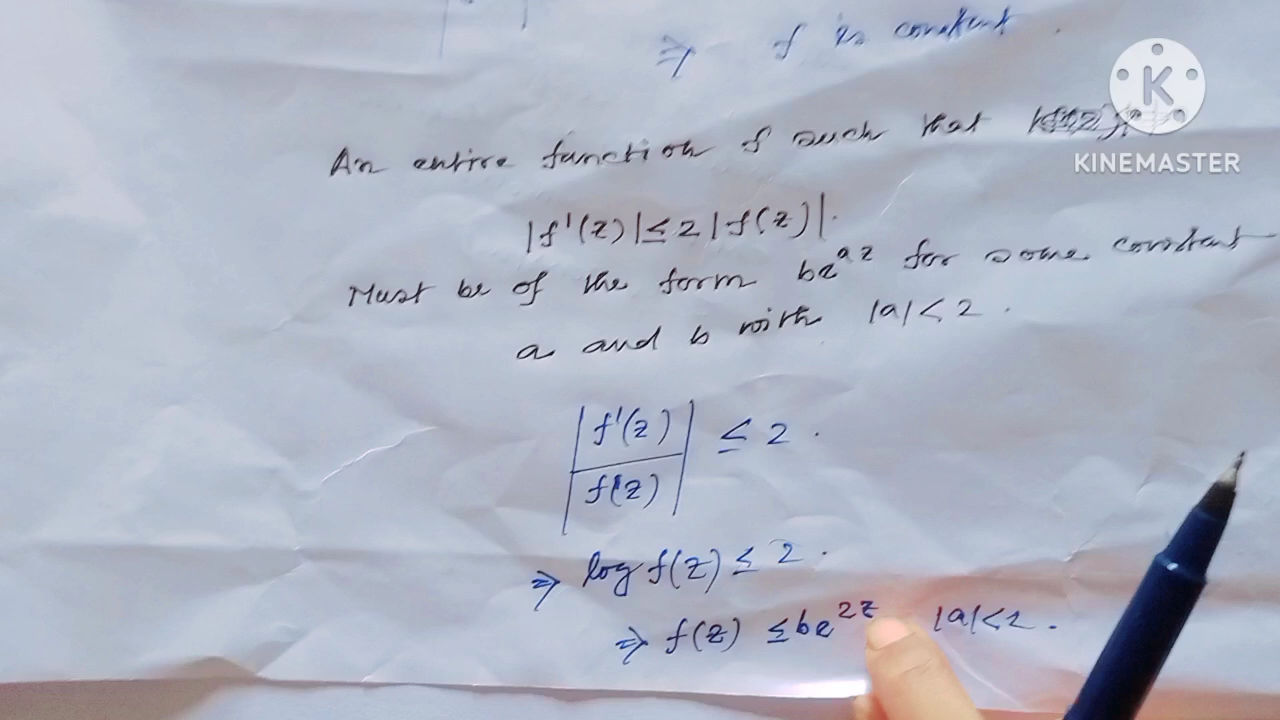 ⇒ f is constant.
K
KINEMASTER
An entire function f such that
|f'(z)| ≤ 2 |f(z)|.
Must be of the form be^{az} for some constant
a and b with |a| < 2.
|f'(z)/f(z)| ≤ 2.
⇒ log f(z) ≤ 2.
⇒ f(z) ≤ be^{2z} |a| < 2.